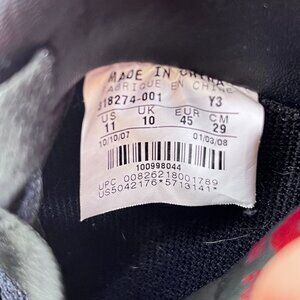 MADE IN CHINA
FABRIQUE EN CHINE
318274-001 Y3
US UK EUR CM
11 10 45 29
10/10/07 01/03/08
100998044
UPC 00826218001789
US5042176*5713141*